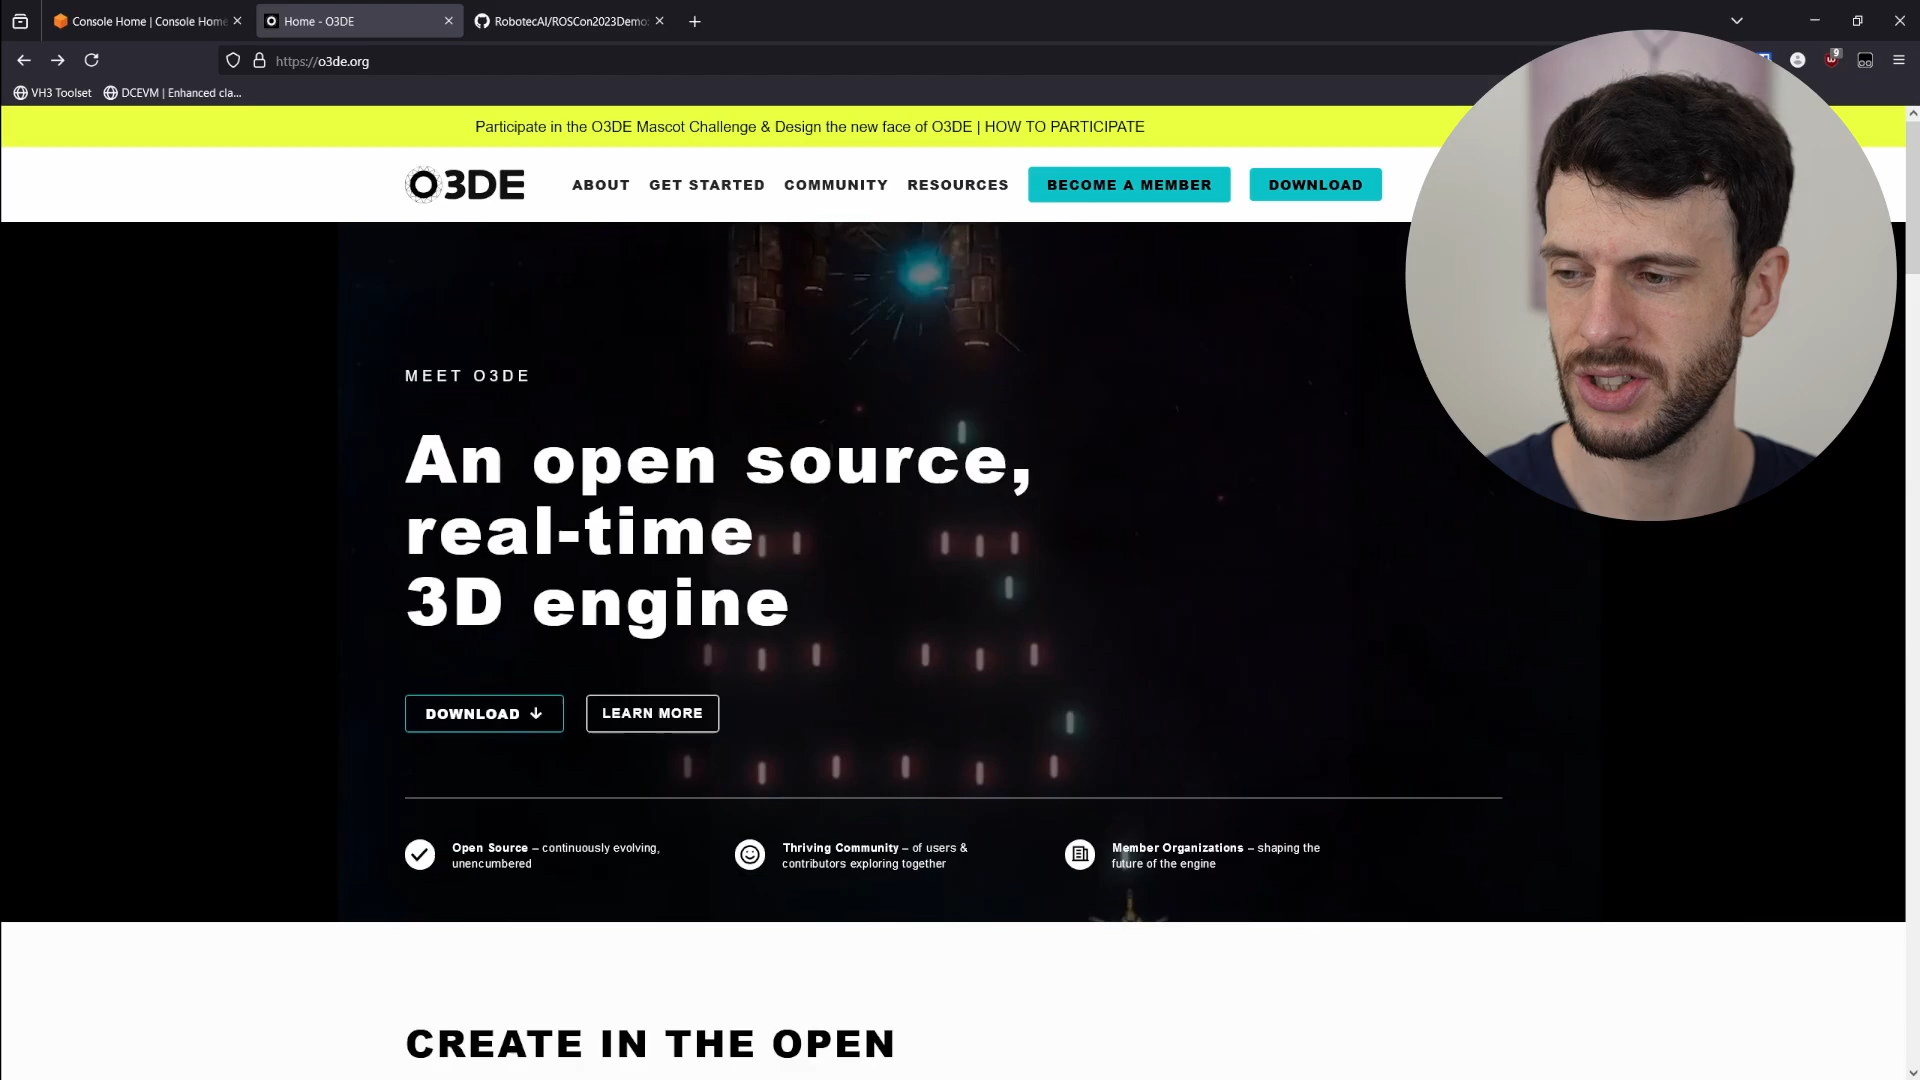 Console Home | Console Home
Home - O3DE
RobotecAI/ROSCon2023Demo:
https://o3de.org
9
VH3 Toolset
DCEVM | Enhanced cla...
Participate in the O3DE Mascot Challenge & Design the new face of O3DE | HOW TO PARTICIPATE
O3DE
ABOUT
GET STARTED
COMMUNITY
RESOURCES
BECOME A MEMBER
DOWNLOAD
MEET O3DE
An open source,
real-time
3D engine
DOWNLOAD
LEARN MORE
Open Source – continuously evolving,
unencumbered
Thriving Community – of users &
contributors exploring together
Member Organizations – shaping the
future of the engine
CREATE IN THE OPEN